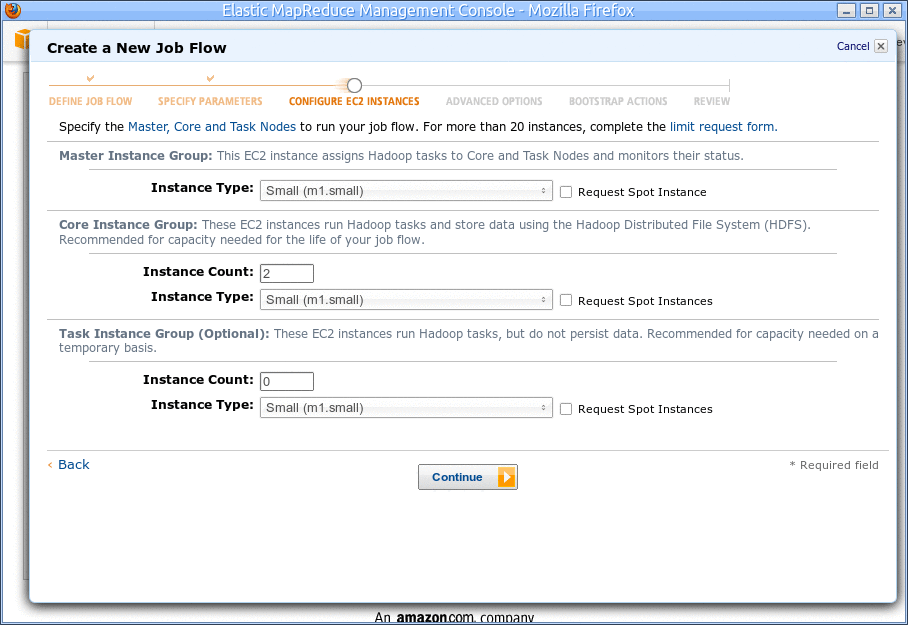 Elastic MapReduce Management Console - Mozilla Firefox
Create a New Job Flow
Cancel
DEFINE JOB FLOW SPECIFY PARAMETERS CONFIGURE EC2 INSTANCES ADVANCED OPTIONS BOOTSTRAP ACTIONS REVIEW
Specify the Master, Core and Task Nodes to run your job flow. For more than 20 instances, complete the limit request form.
Master Instance Group: This EC2 instance assigns Hadoop tasks to Core and Task Nodes and monitors their status.
Instance Type: Small (m1.small) Request Spot Instance
Core Instance Group: These EC2 instances run Hadoop tasks and store data using the Hadoop Distributed File System (HDFS).
Recommended for capacity needed for the life of your job flow.
Instance Count: 2
Instance Type: Small (m1.small) Request Spot Instances
Task Instance Group (Optional): These EC2 instances run Hadoop tasks, but do not persist data. Recommended for capacity needed on a
temporary basis.
Instance Count: 0
Instance Type: Small (m1.small) Request Spot Instances
‹ Back
Continue
* Required field
An amazon.com. company